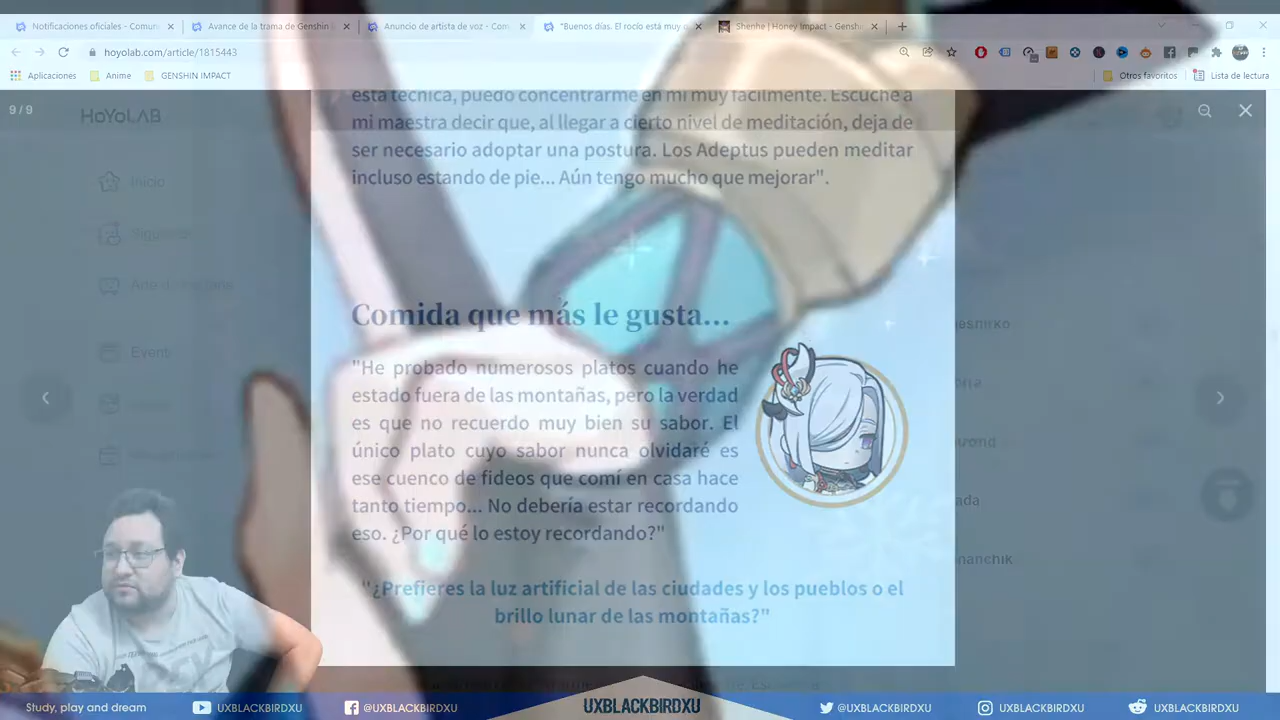 Notificaciones oficiales - Comun
Avance de la trama de Genshin
Anuncio de artista de voz - Com
"Buenos días. El rocío está muy
Shenhe | Honey Impact - Genshi
hoyolab.com/article/1815443
Aplicaciones
Anime
GENSHIN IMPACT
Otros favoritos
Lista de lectura
9 / 9
HoYoLAB
Inicio
Event
esta técnica, puedo concentrarme en mí muy fácilmente. Escuché a
mi maestra decir que, al llegar a cierto nivel de meditación, deja de
ser necesario adoptar una postura. Los Adeptus pueden meditar
incluso estando de pie... Aún tengo mucho que mejorar".
Comida que más le gusta...
"He probado numerosos platos cuando he
estado fuera de las montañas, pero la verdad
es que no recuerdo muy bien su sabor. El
único plato cuyo sabor nunca olvidaré es
ese cuenco de fideos que comí en casa hace
tanto tiempo... No debería estar recordando
eso. ¿Por qué lo estoy recordando?"
"¿Prefieres la luz artificial de las ciudades y los pueblos o el
brillo lunar de las montañas?"
Study, play and dream
UXBLACKBIRDXU
@UXBLACKBIRDXU
UXBLACKBIRDXU
@UXBLACKBIRDXU
@UXBLACKBIRDXU
UXBLACKBIRDXU